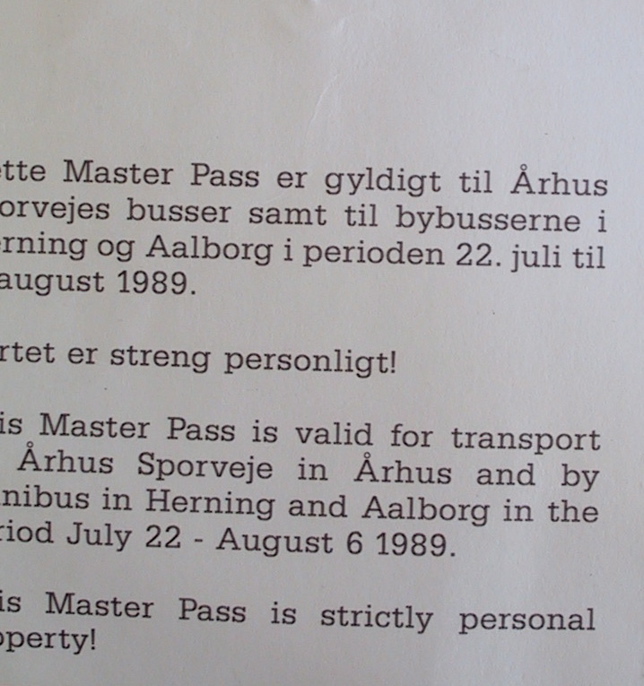 tte Master Pass er gyldigt til Århus
orvejes busser samt til bybusserne i
rning og Aalborg i perioden 22. juli til
august 1989.
rtet er streng personligt!
is Master Pass is valid for transport
Århus Sporveje in Århus and by
nibus in Herning and Aalborg in the
riod July 22 - August 6 1989.
is Master Pass is strictly personal
operty!